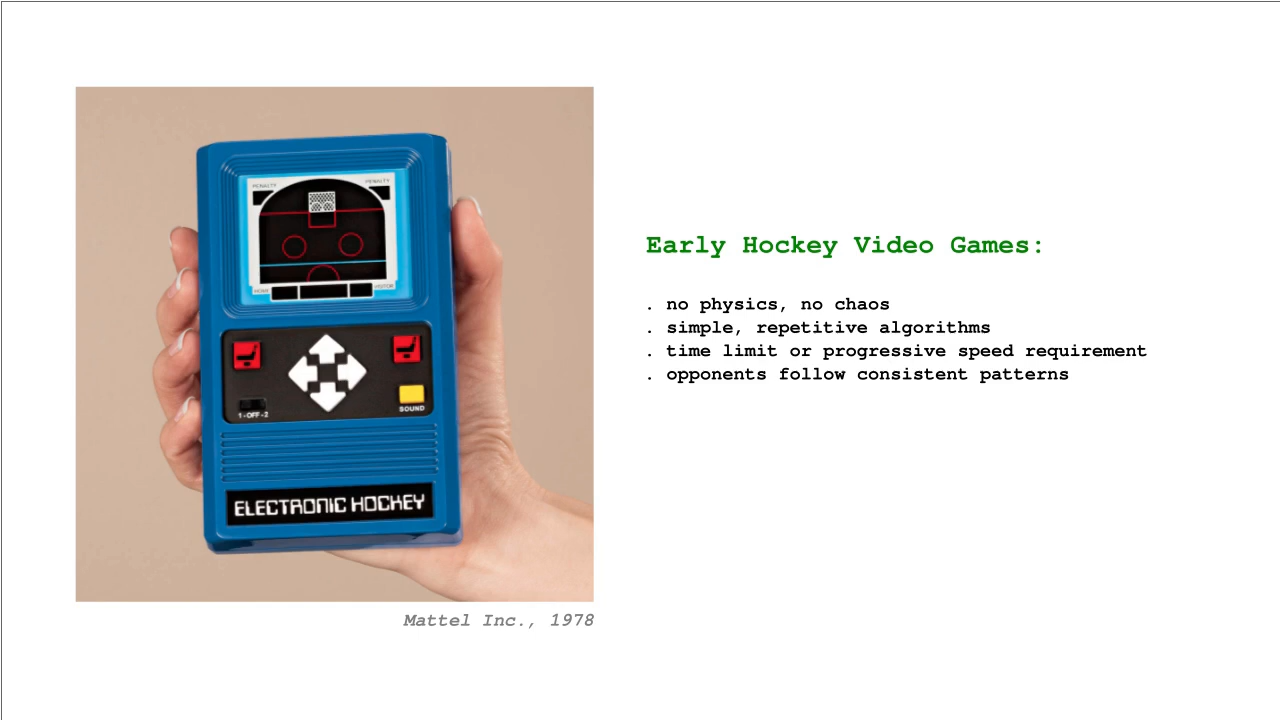 PENALTY
PENALTY
HOME
VISITOR
1-OFF-2
SOUND
ELECTRONIC HOCKEY
Mattel Inc., 1978
Early Hockey Video Games:
. no physics, no chaos
. simple, repetitive algorithms
. time limit or progressive speed requirement
. opponents follow consistent patterns